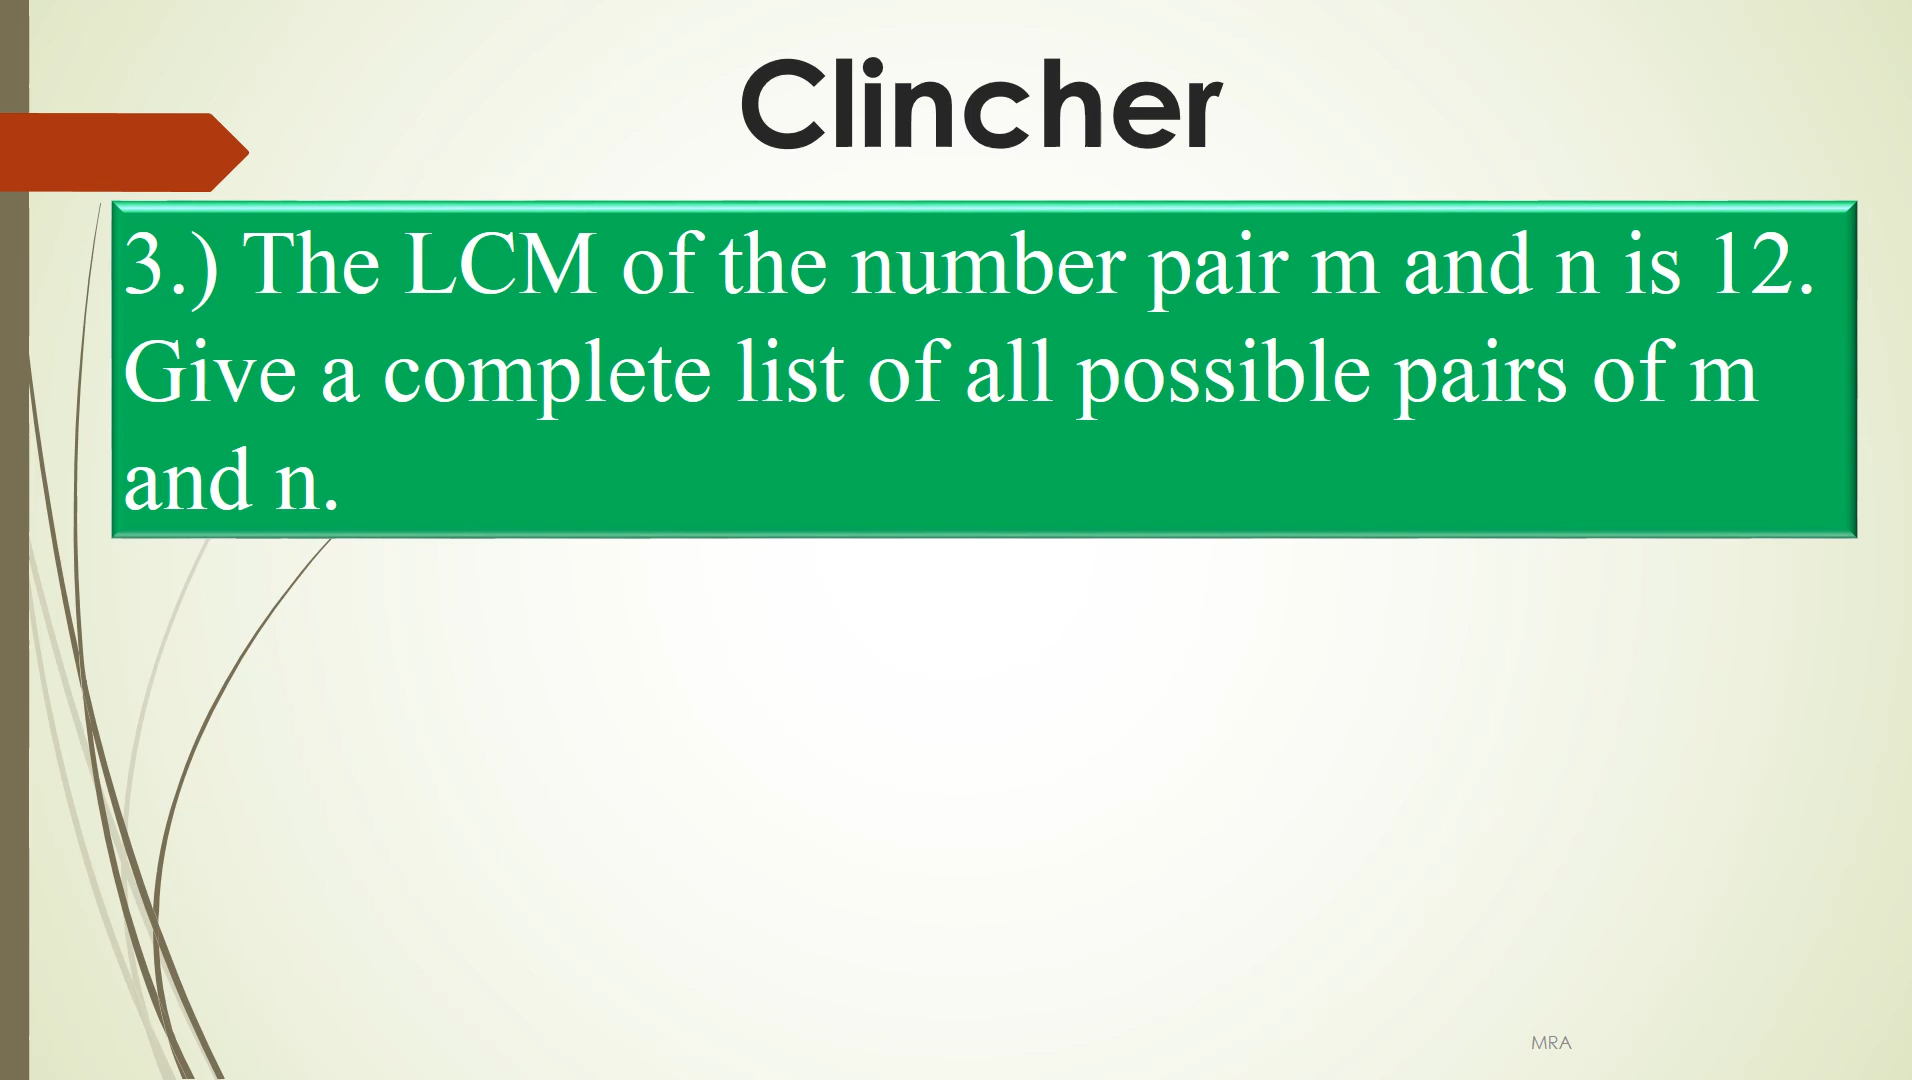 Clincher
3.) The LCM of the number pair m and n is 12.
Give a complete list of all possible pairs of m
and n.
MRA